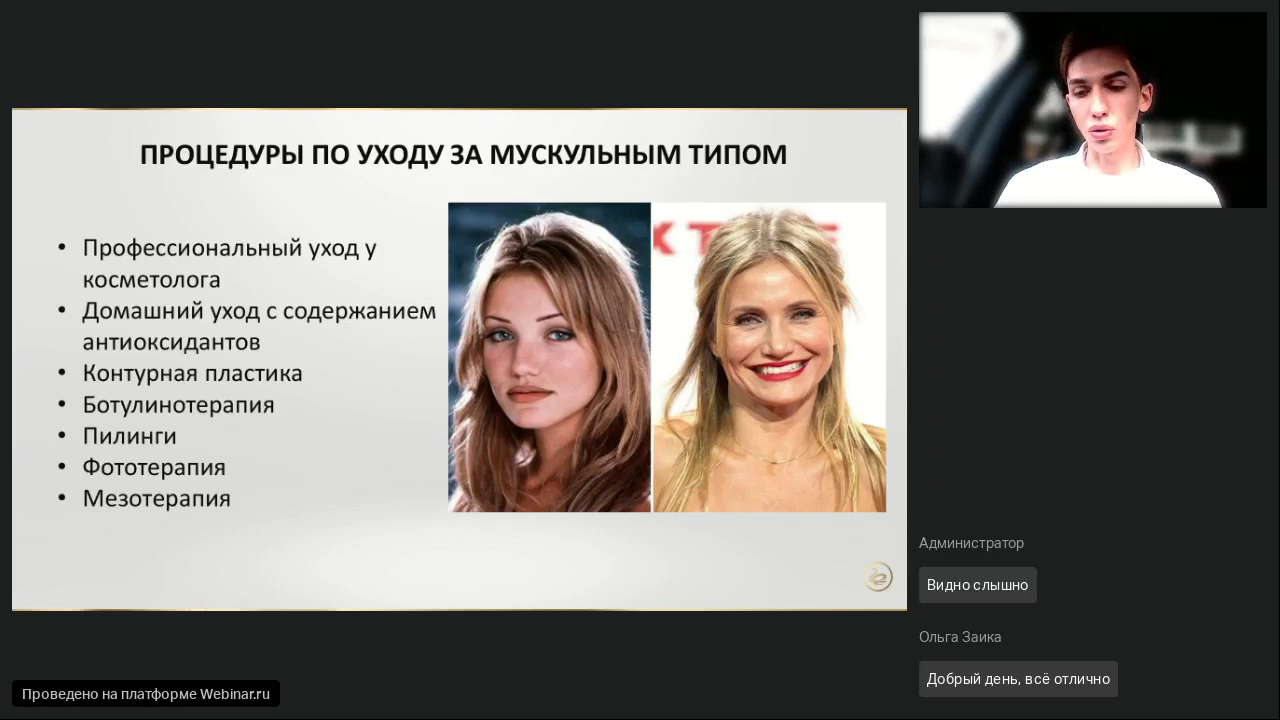 ПРОЦЕДУРЫ ПО УХОДУ ЗА МУСКУЛЬНЫМ ТИПОМ
• Профессиональный уход у
косметолога
• Домашний уход с содержанием
антиоксидантов
• Контурная пластика
• Ботулинотерапия
• Пилинги
• Фототерапия
• Мезотерапия
Администратор
Видно слышно
Ольга Заика
Добрый день, всё отлично
Проведено на платформе Webinar.ru